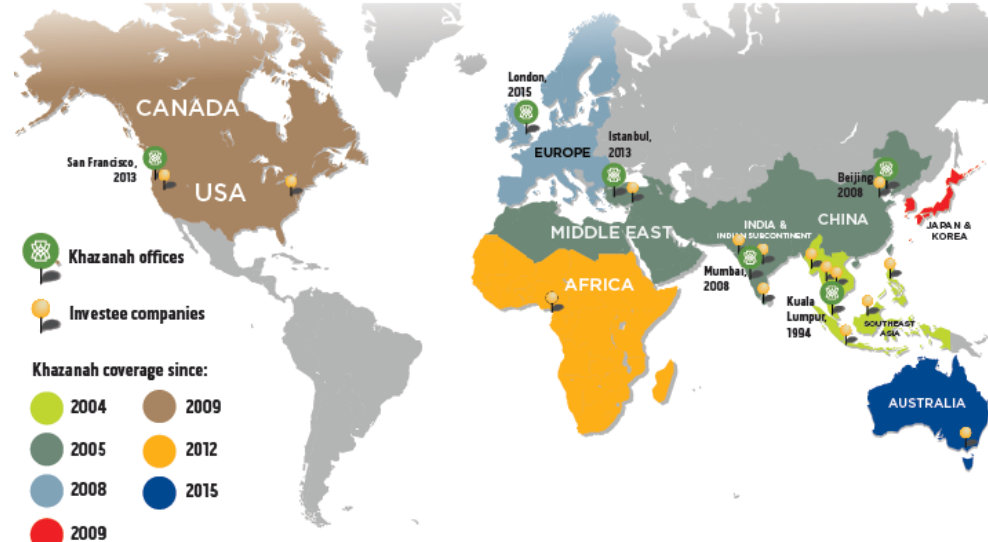 CANADA
USA
San Francisco,
2013
London,
2015
Istanbul,
2013
EUROPE
MIDDLE EAST
AFRICA
INDIA &
INDIAN SUBCONTINENT
Mumbai,
2008
CHINA
Beijing
2008
JAPAN &
KOREA
Kuala
Lumpur,
1994
SOUTHEAST
ASIA
AUSTRALIA
Khazanah offices
Investee companies
Khazanah coverage since:
2004
2005
2008
2009
2009
2012
2015